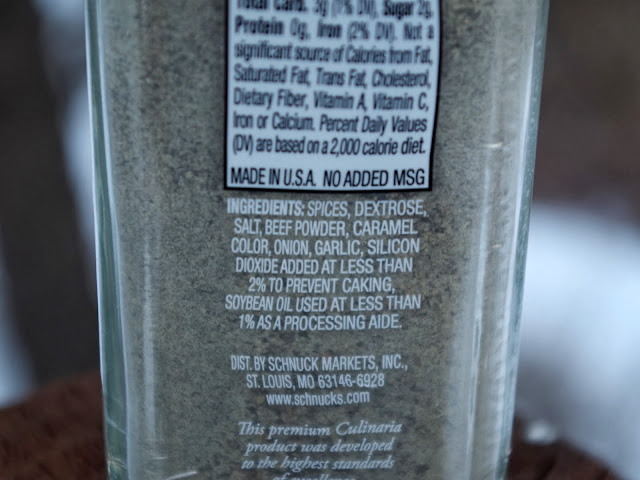 Total Carb. 3g (1% DV), Sugar 2g,
Protein 0g, Iron (2% DV). Not a
significant source of Calories from Fat,
Saturated Fat, Trans Fat, Cholesterol,
Dietary Fiber, Vitamin A, Vitamin C,
Iron or Calcium. Percent Daily Values
(DV) are based on a 2,000 calorie diet.
MADE IN U.S.A. NO ADDED MSG
INGREDIENTS: SPICES, DEXTROSE,
SALT, BEEF POWDER, CARAMEL
COLOR, ONION, GARLIC, SILICON
DIOXIDE ADDED AT LESS THAN
2% TO PREVENT CAKING,
SOYBEAN OIL USED AT LESS THAN
1% AS A PROCESSING AIDE.
DIST. BY SCHNUCK MARKETS, INC.,
ST. LOUIS, MO 63146-6928
www.schnucks.com
This premium Culinaria
product was developed
to the highest standards
of excellence